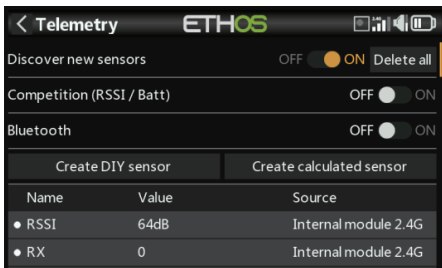 < Telemetry ETHOS
Discover new sensors OFF ON Delete all
Competition (RSSI / Batt) OFF ON
Bluetooth OFF ON
Create DIY sensor Create calculated sensor
Name Value Source
RSSI 64dB Internal module 2.4G
RX 0 Internal module 2.4G